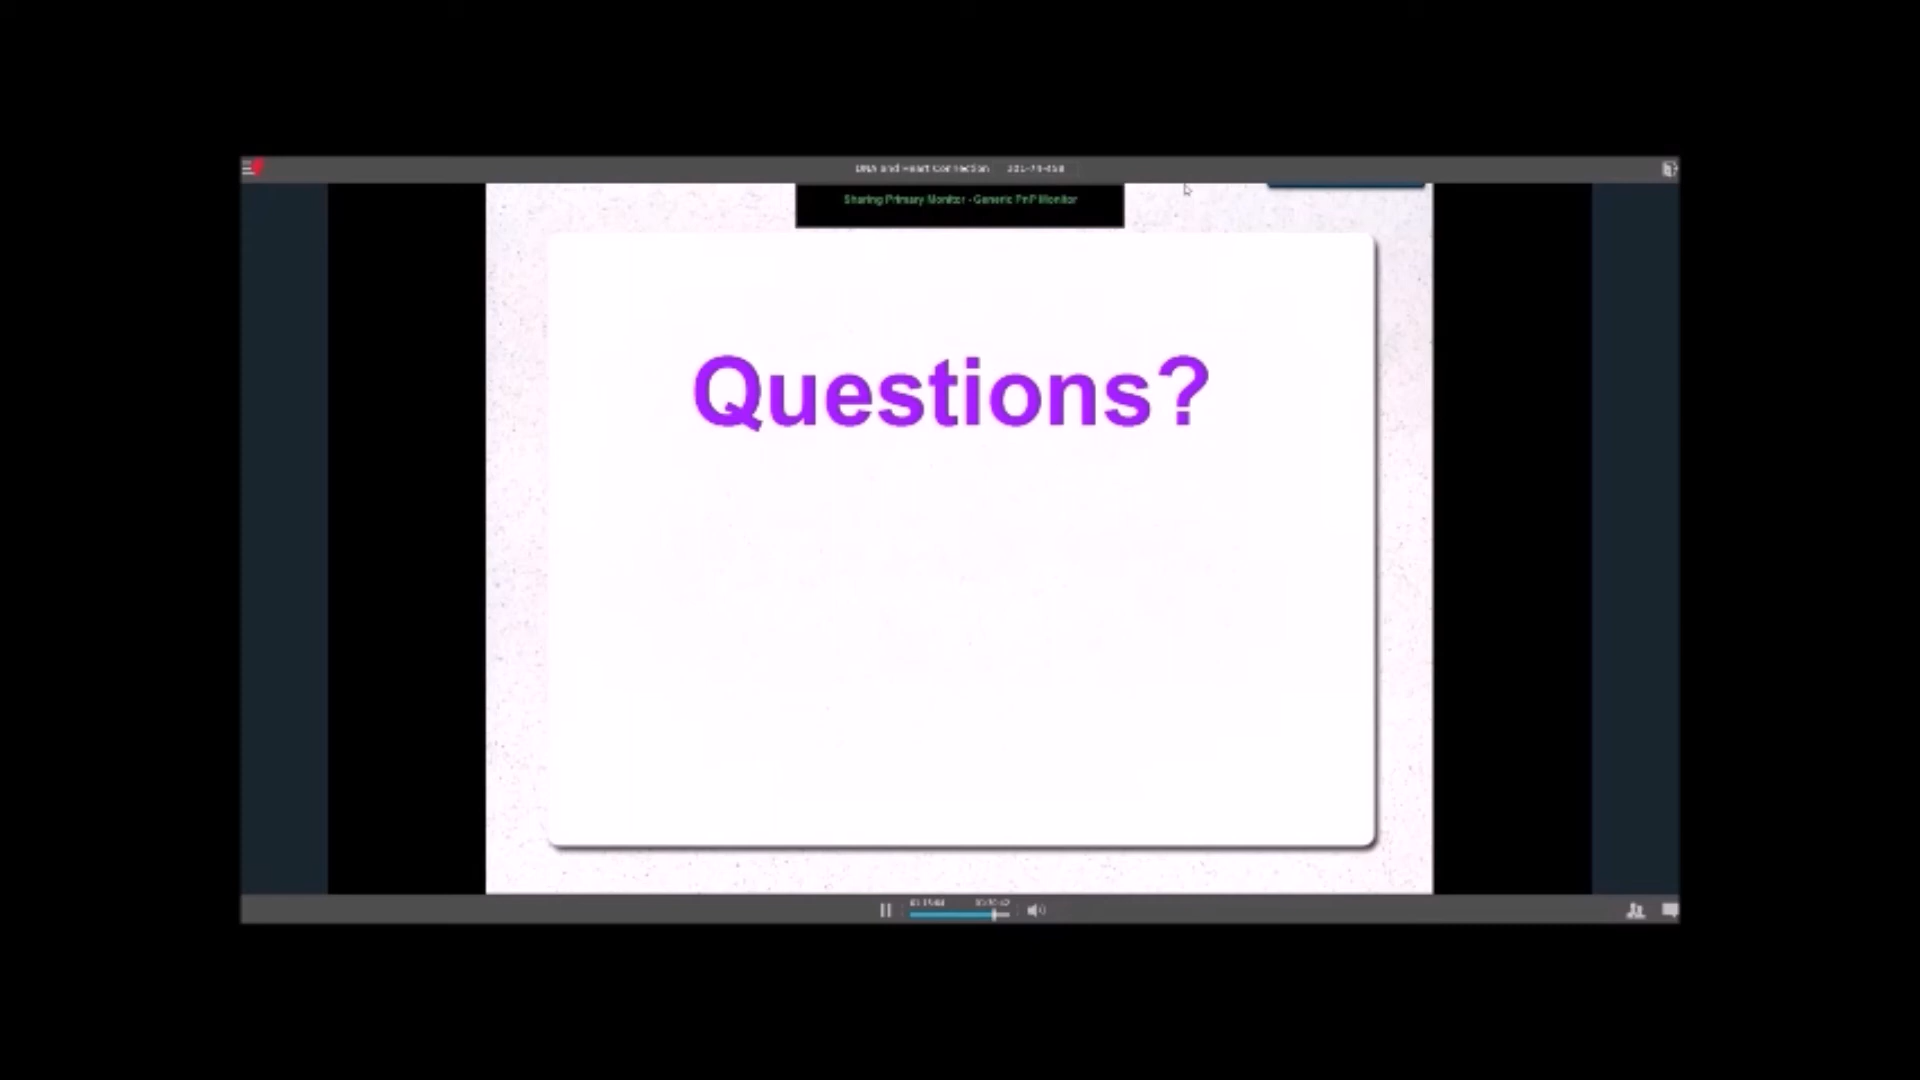 DNA and Heart Connection
Sharing Primary Monitor - Generic PnP Monitor
Questions?